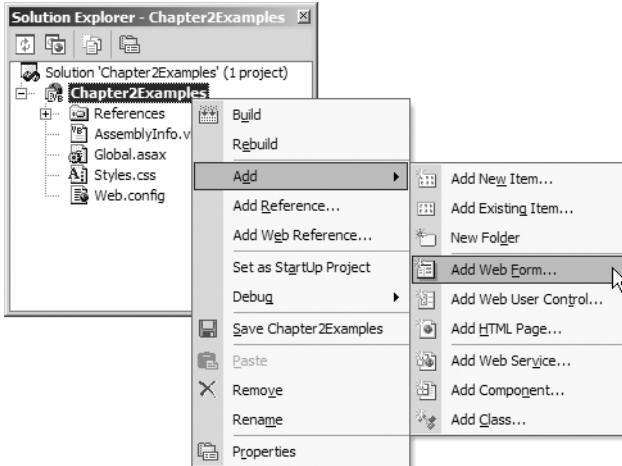 Solution Explorer - Chapter2Examples
Solution 'Chapter2Examples' (1 project)
Chapter2Examples
References
AssemblyInfo.v
Global.asax
Styles.css
Web.config
Build
Rebuild
Add
Add Reference...
Add Web Reference...
Set as StartUp Project
Debug
Save Chapter2Examples
Paste
Remove
Rename
Properties
Add New Item...
Add Existing Item...
New Folder
Add Web Form...
Add Web User Control...
Add HTML Page...
Add Web Service...
Add Component...
Add Class...